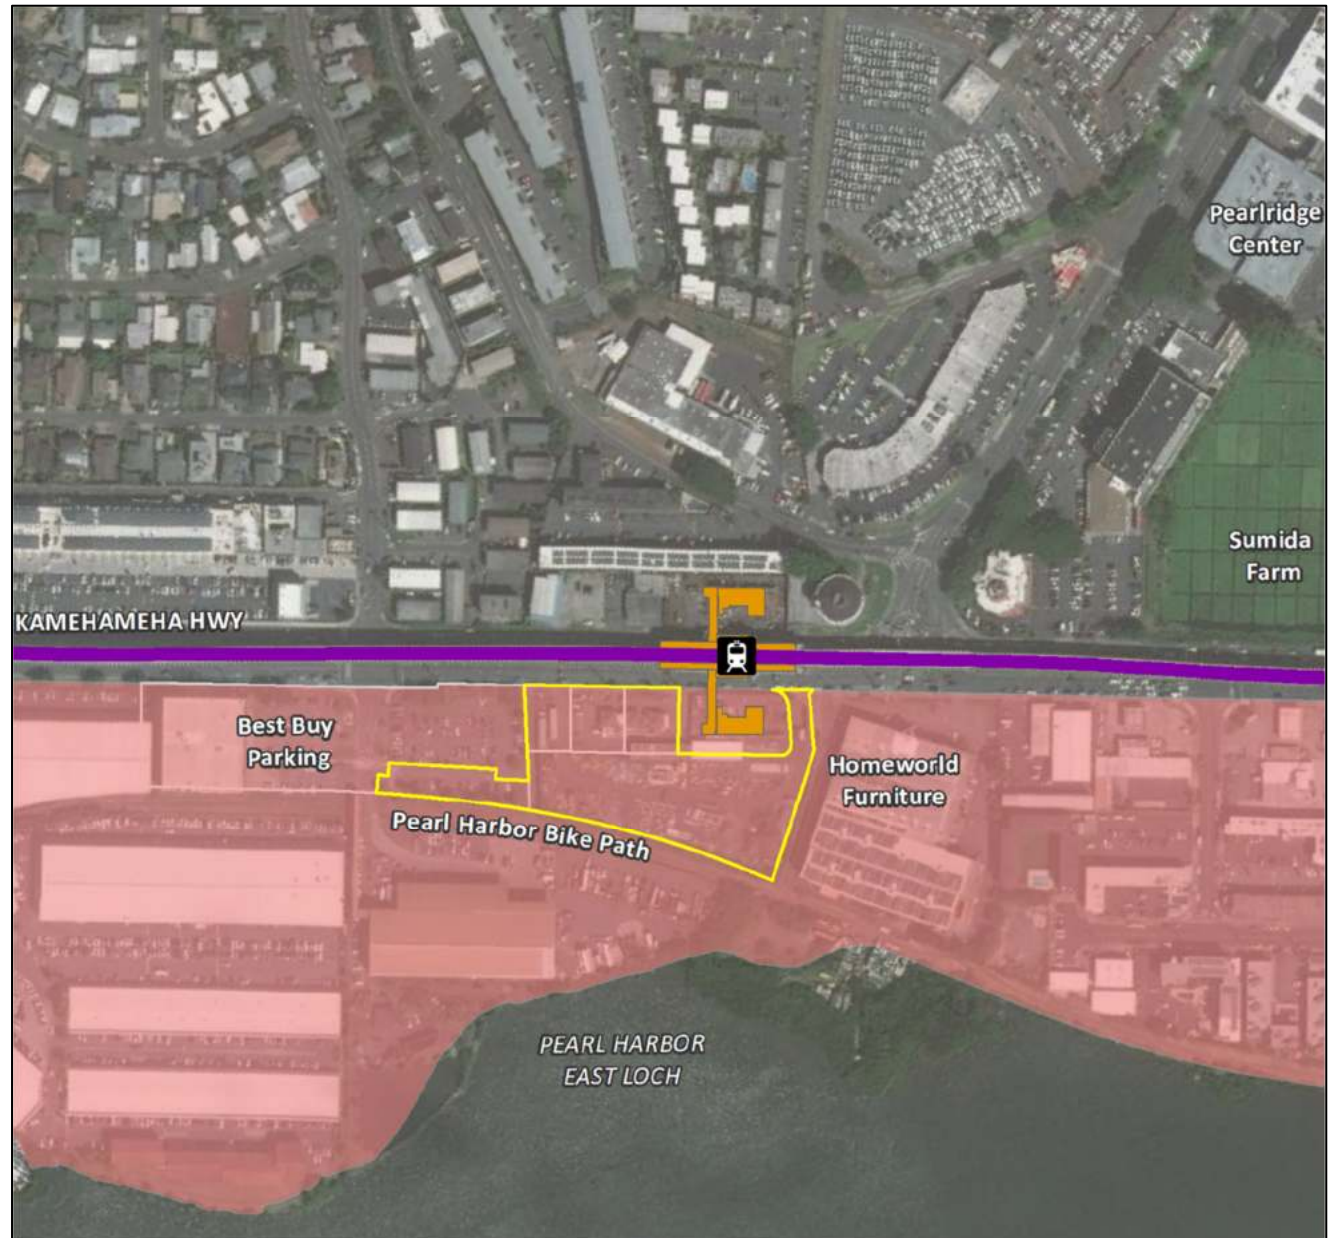 Pearlridge
Center
Sumida
Farm
KAMEHAMEHA HWY
Best Buy
Parking
Homeworld
Furniture
Pearl Harbor Bike Path
PEARL HARBOR
EAST LOCH